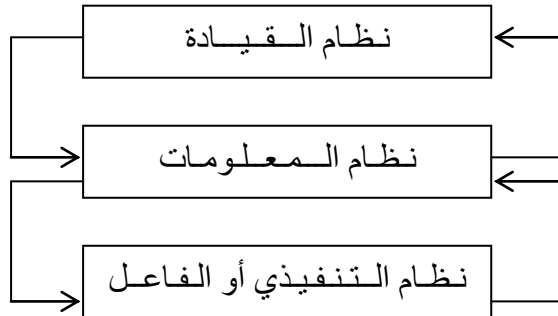 نظام القيادة
نظام المعلومات
نظام التنفيذي أو الفاعل